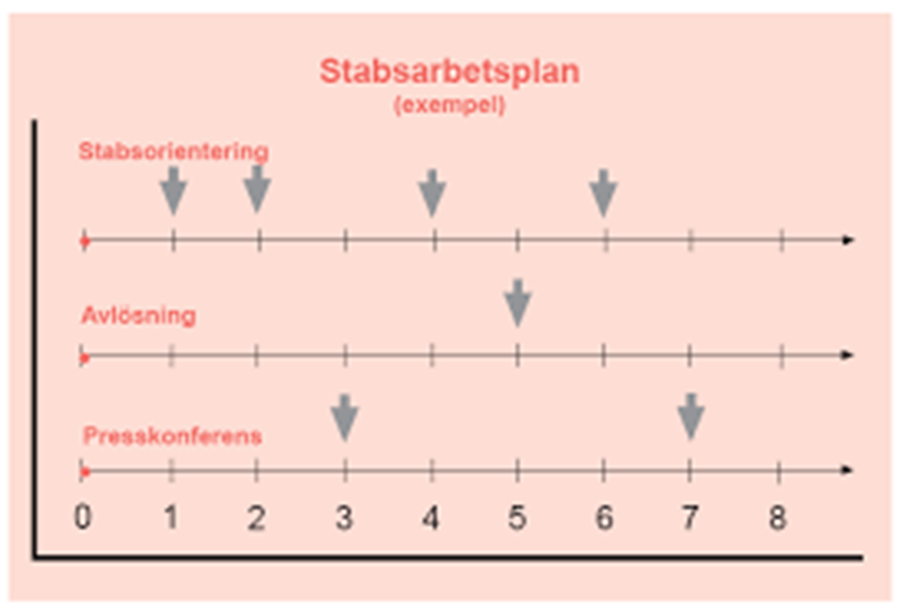 Stabsarbetsplan
(exempel)
Stabsorientering
Avlösning
Presskonferens
0 1 2 3 4 5 6 7 8